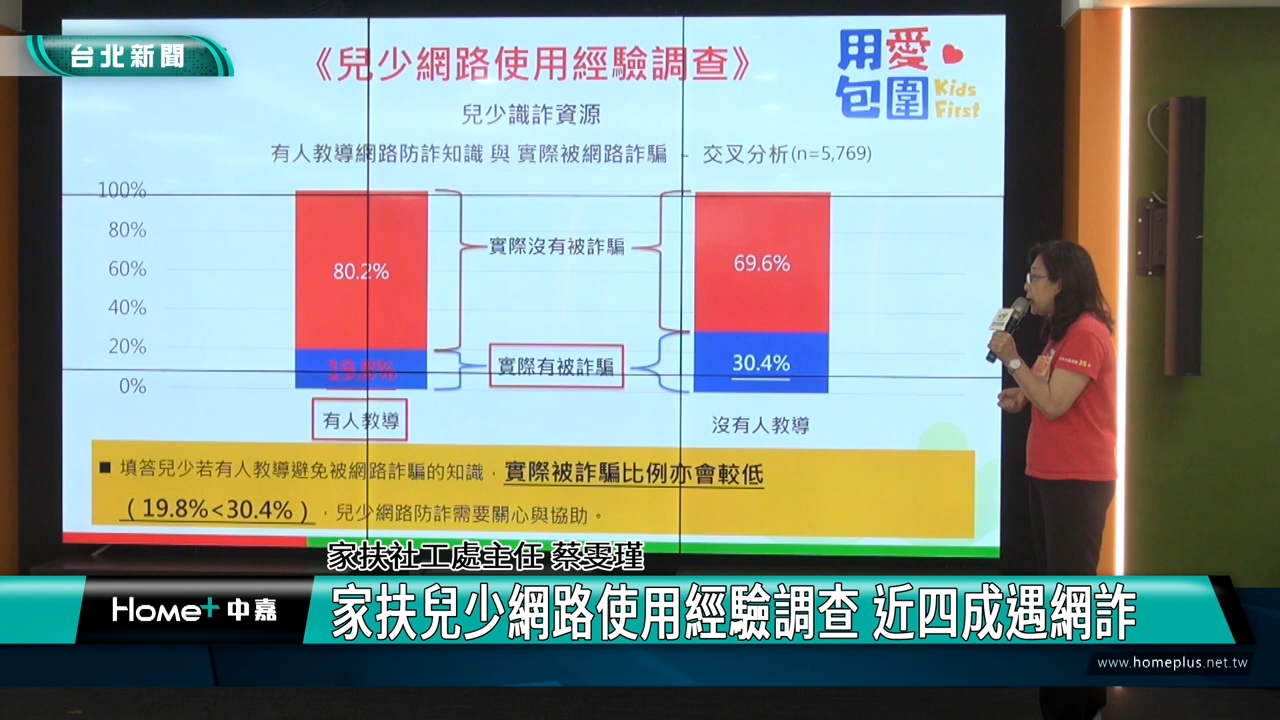 台北新聞
《兒少網路使用經驗調查》
用愛包圍
Kids First
兒少識詐資源
有人教導網路防詐知識 與 實際被網路詐騙 - 交叉分析(n=5,769)
100%
80%
60%
40%
20%
0%
80.2%
19.8%
實際沒有被詐騙
實際有被詐騙
69.6%
30.4%
有人教導
沒有人教導
■ 填答兒少若有人教導避免被網路詐騙的知識，實際被詐騙比例亦會較低
（19.8%<30.4%），兒少網路防詐需要關心與協助。
家扶社工處主任 蔡雯瑾
Home+中嘉
家扶兒少網路使用經驗調查 近四成遇網詐
www.homeplus.net.tw